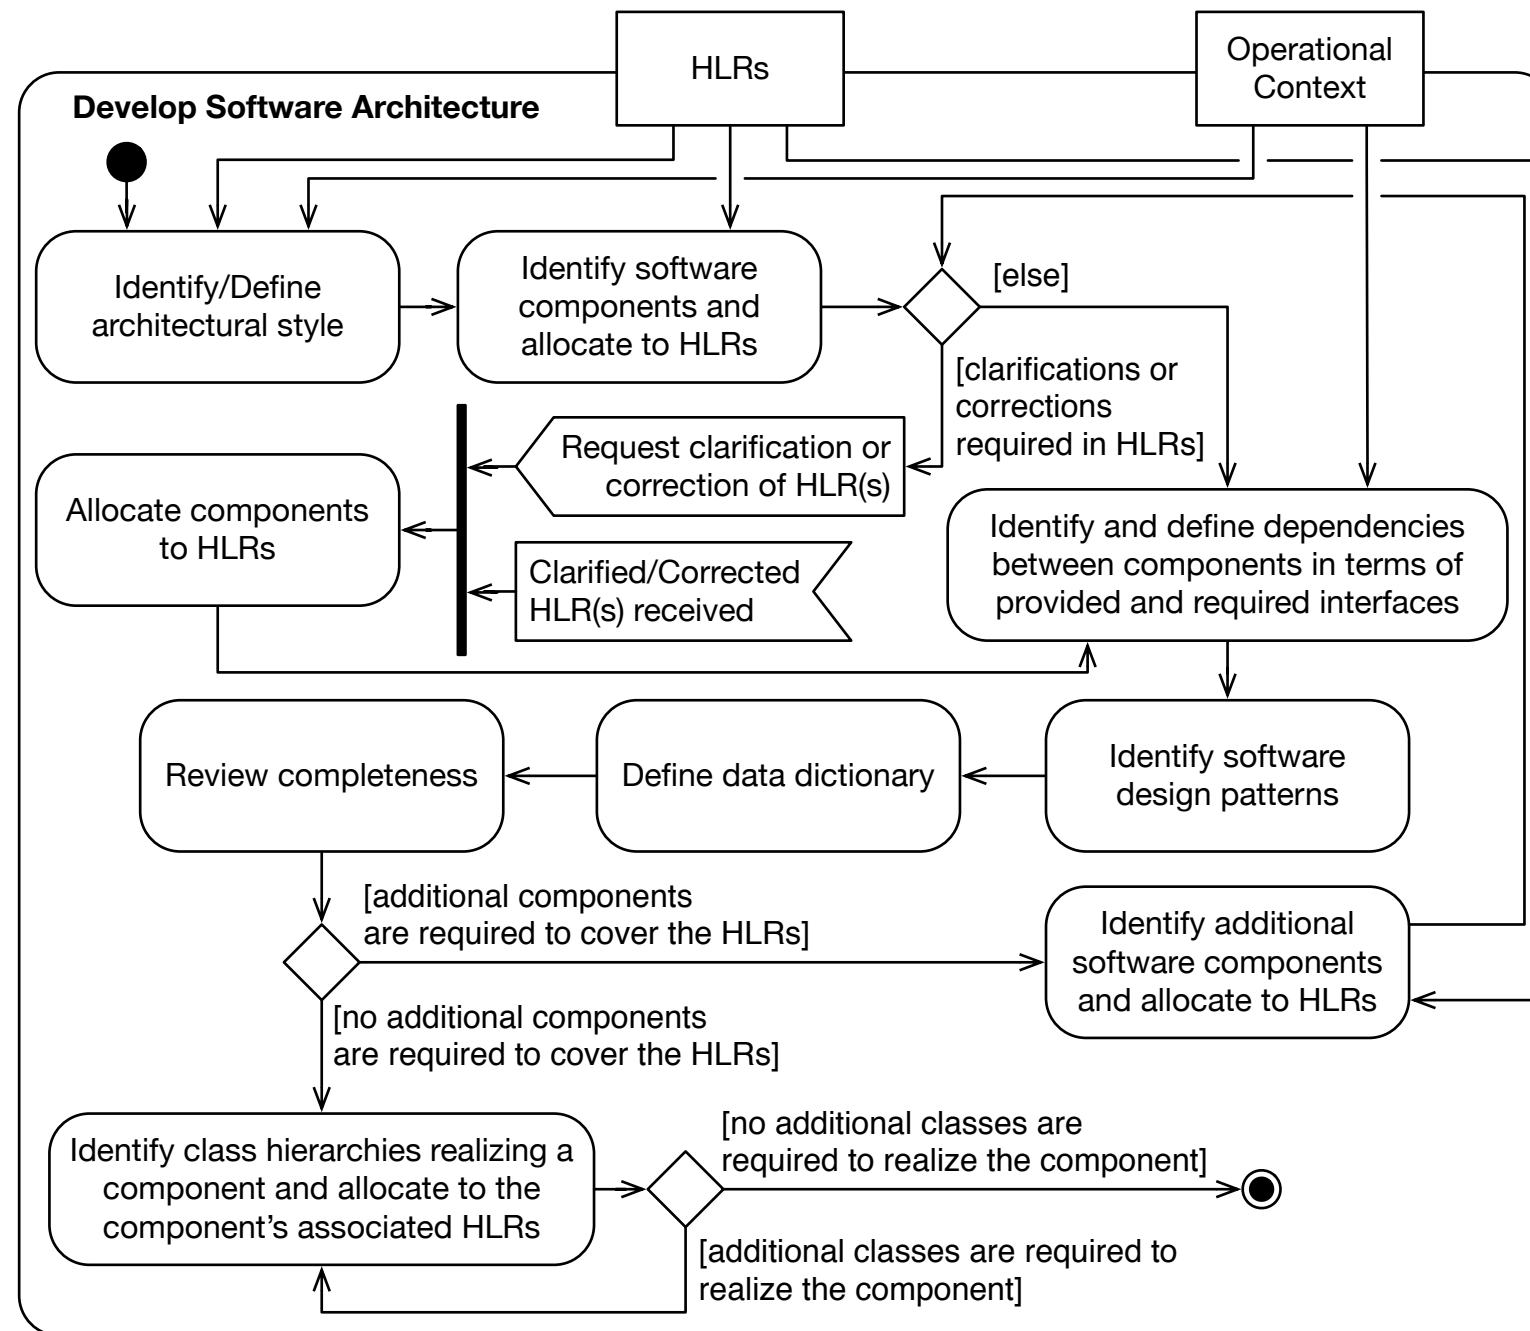 HLRs
Operational
Context
Develop Software Architecture
Identify/Define
architectural style
Identify software
components and
allocate to HLRs
[else]
[clarifications or
corrections
required in HLRs]
Request clarification or
correction of HLR(s)
Allocate components
to HLRs
Clarified/Corrected
HLR(s) received
Identify and define dependencies
between components in terms of
provided and required interfaces
Review completeness
Define data dictionary
Identify software
design patterns
[additional components
are required to cover the HLRs]
Identify additional
software components
and allocate to HLRs
[no additional components
are required to cover the HLRs]
Identify class hierarchies realizing a
component and allocate to the
component’s associated HLRs
[no additional classes are
required to realize the component]
[additional classes are required to
realize the component]